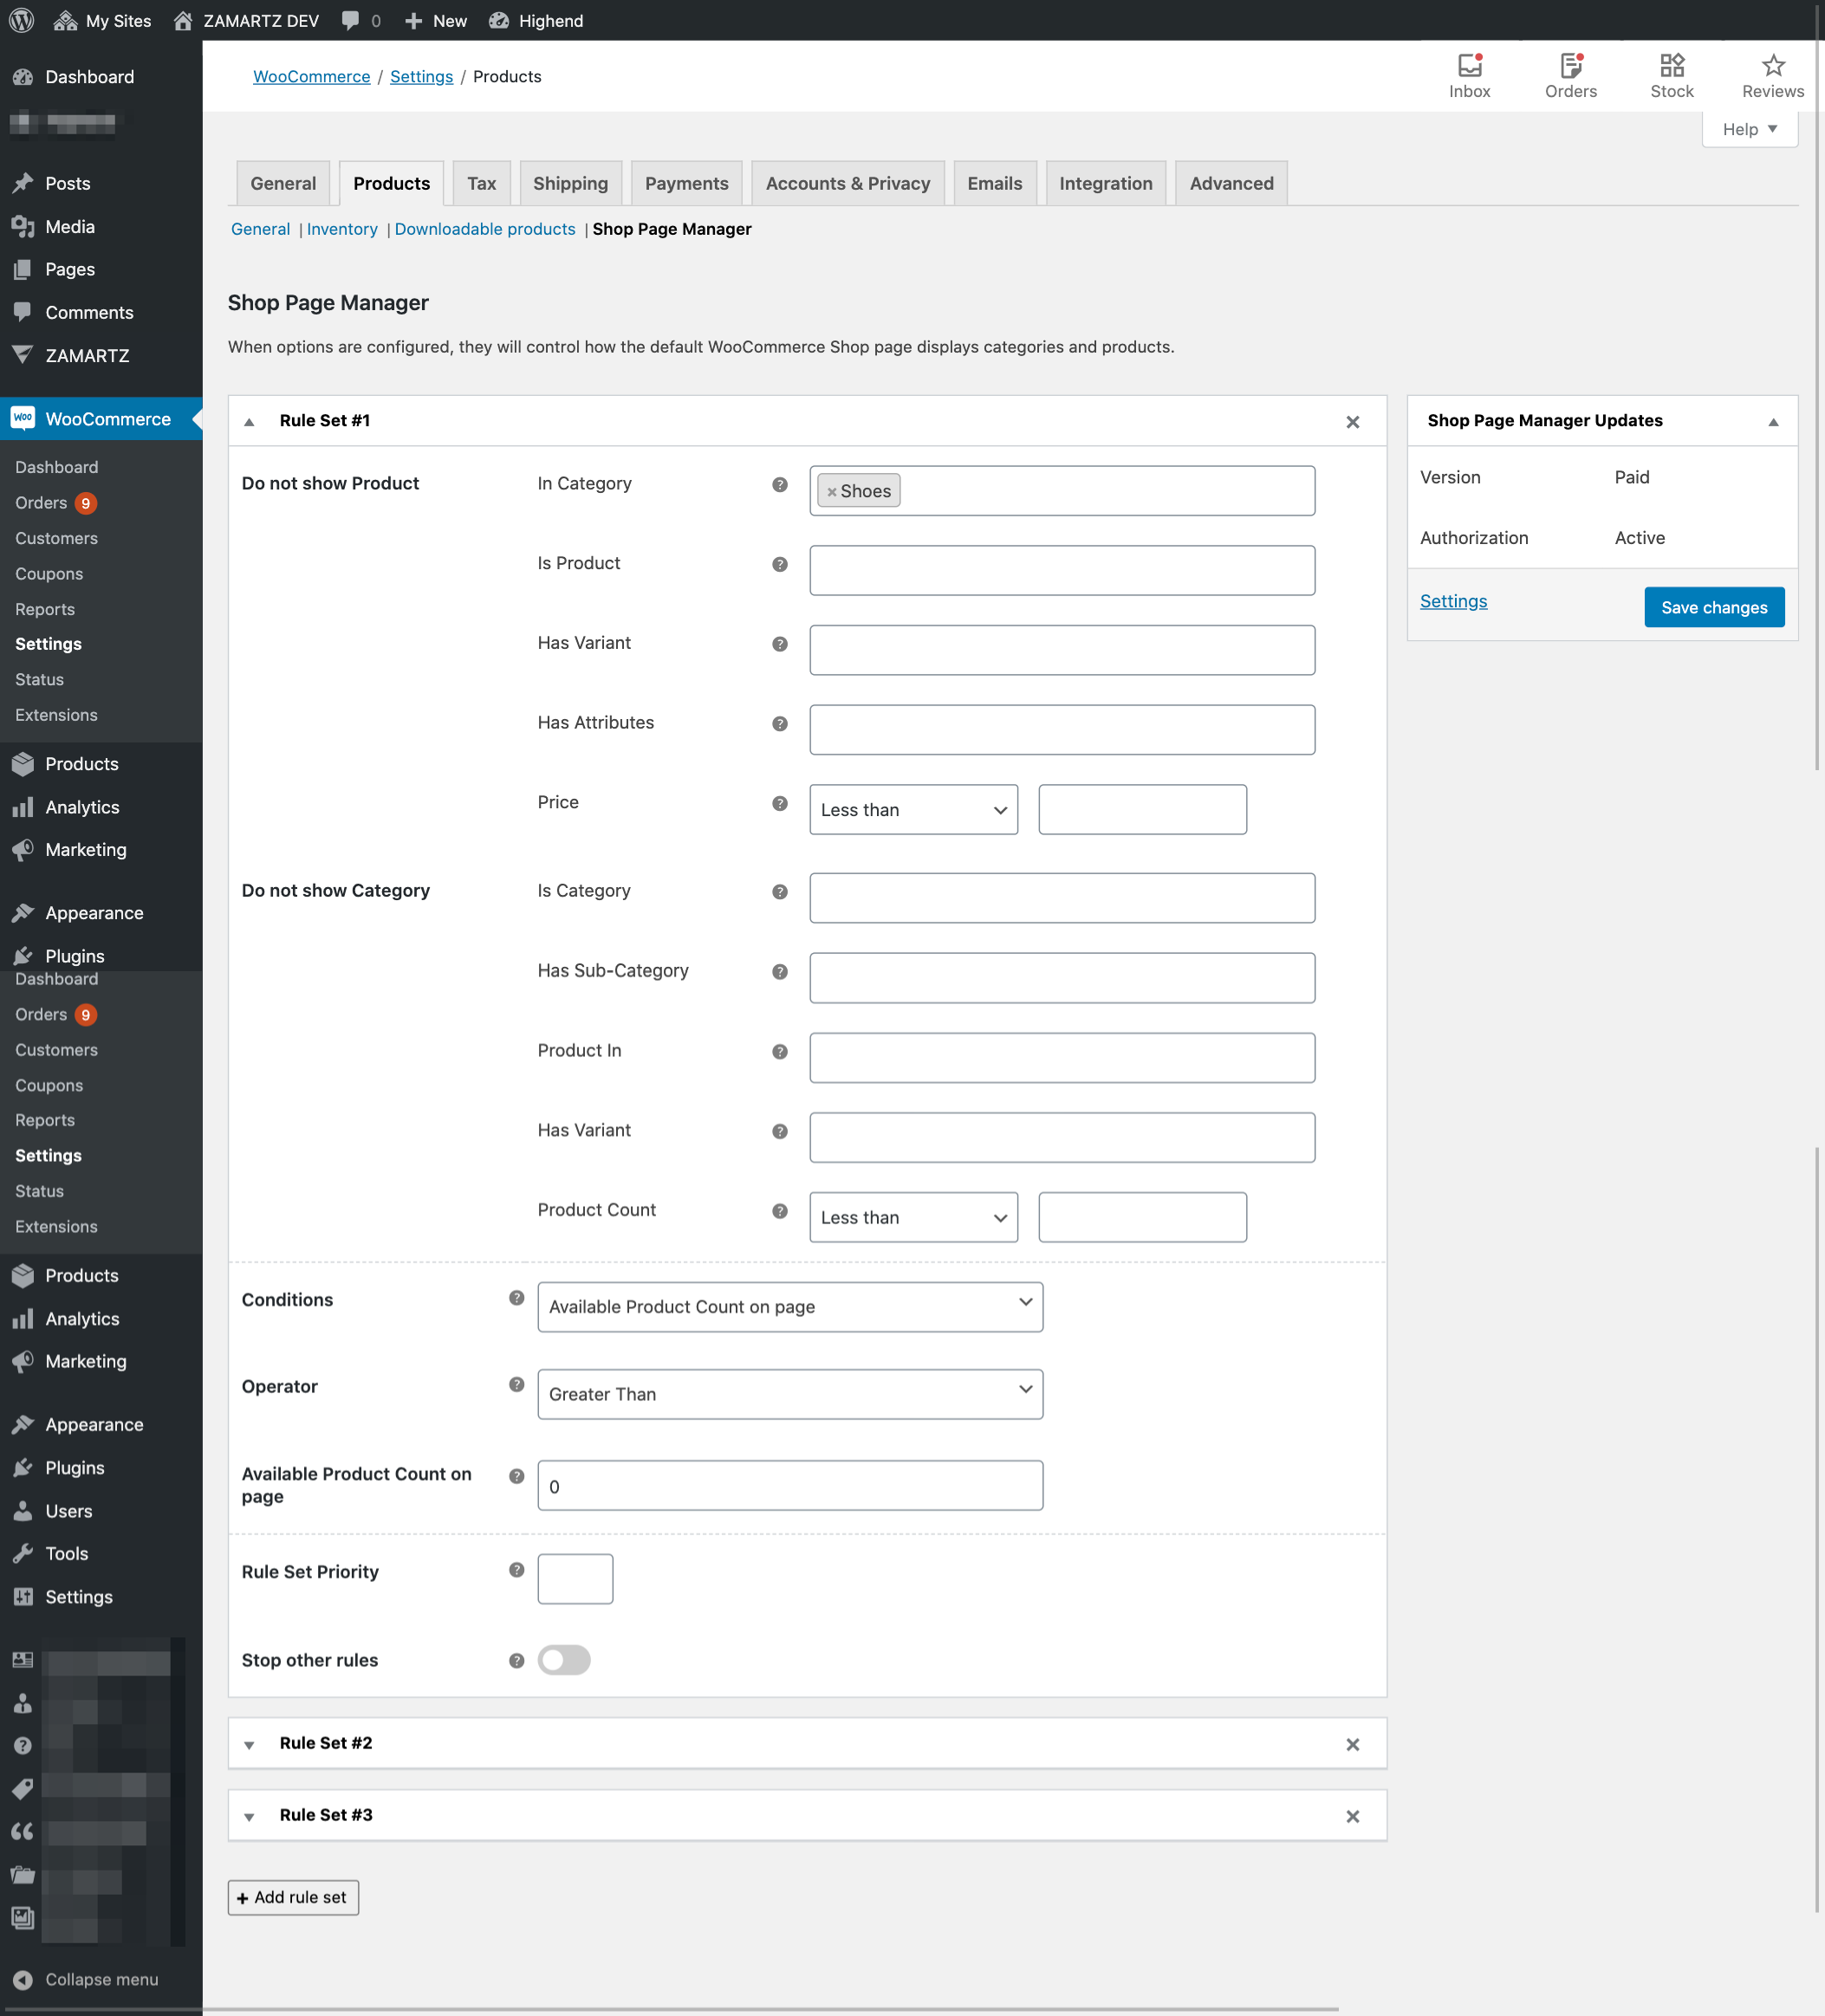 My Sites ZAMARTZ DEV 0 New Highend
Dashboard
Posts
Media
Pages
Comments
ZAMARTZ
Woo WooCommerce
Dashboard
Orders 9
Customers
Coupons
Reports
Settings
Status
Extensions
Products
Analytics
Marketing
Appearance
Plugins
Dashboard
Orders 9
Customers
Coupons
Reports
Settings
Status
Extensions
Products
Analytics
Marketing
Appearance
Plugins
Users
Tools
Settings
Collapse menu
WooCommerce / Settings / Products
Inbox Orders Stock Reviews
Help ▼
General Products Tax Shipping Payments Accounts & Privacy Emails Integration Advanced
General | Inventory | Downloadable products | Shop Page Manager
Shop Page Manager
When options are configured, they will control how the default WooCommerce Shop page displays categories and products.
▲ Rule Set #1 ×
Do not show Product In Category ? × Shoes
Is Product ?
Has Variant ?
Has Attributes ?
Price ? Less than
Do not show Category Is Category ?
Has Sub-Category ?
Product In ?
Has Variant ?
Product Count ? Less than
Conditions ? Available Product Count on page
Operator ? Greater Than
Available Product Count on
page ? 0
Rule Set Priority ?
Stop other rules ?
▼ Rule Set #2 ×
▼ Rule Set #3 ×
+ Add rule set
Shop Page Manager Updates ▲
Version Paid
Authorization Active
Settings Save changes